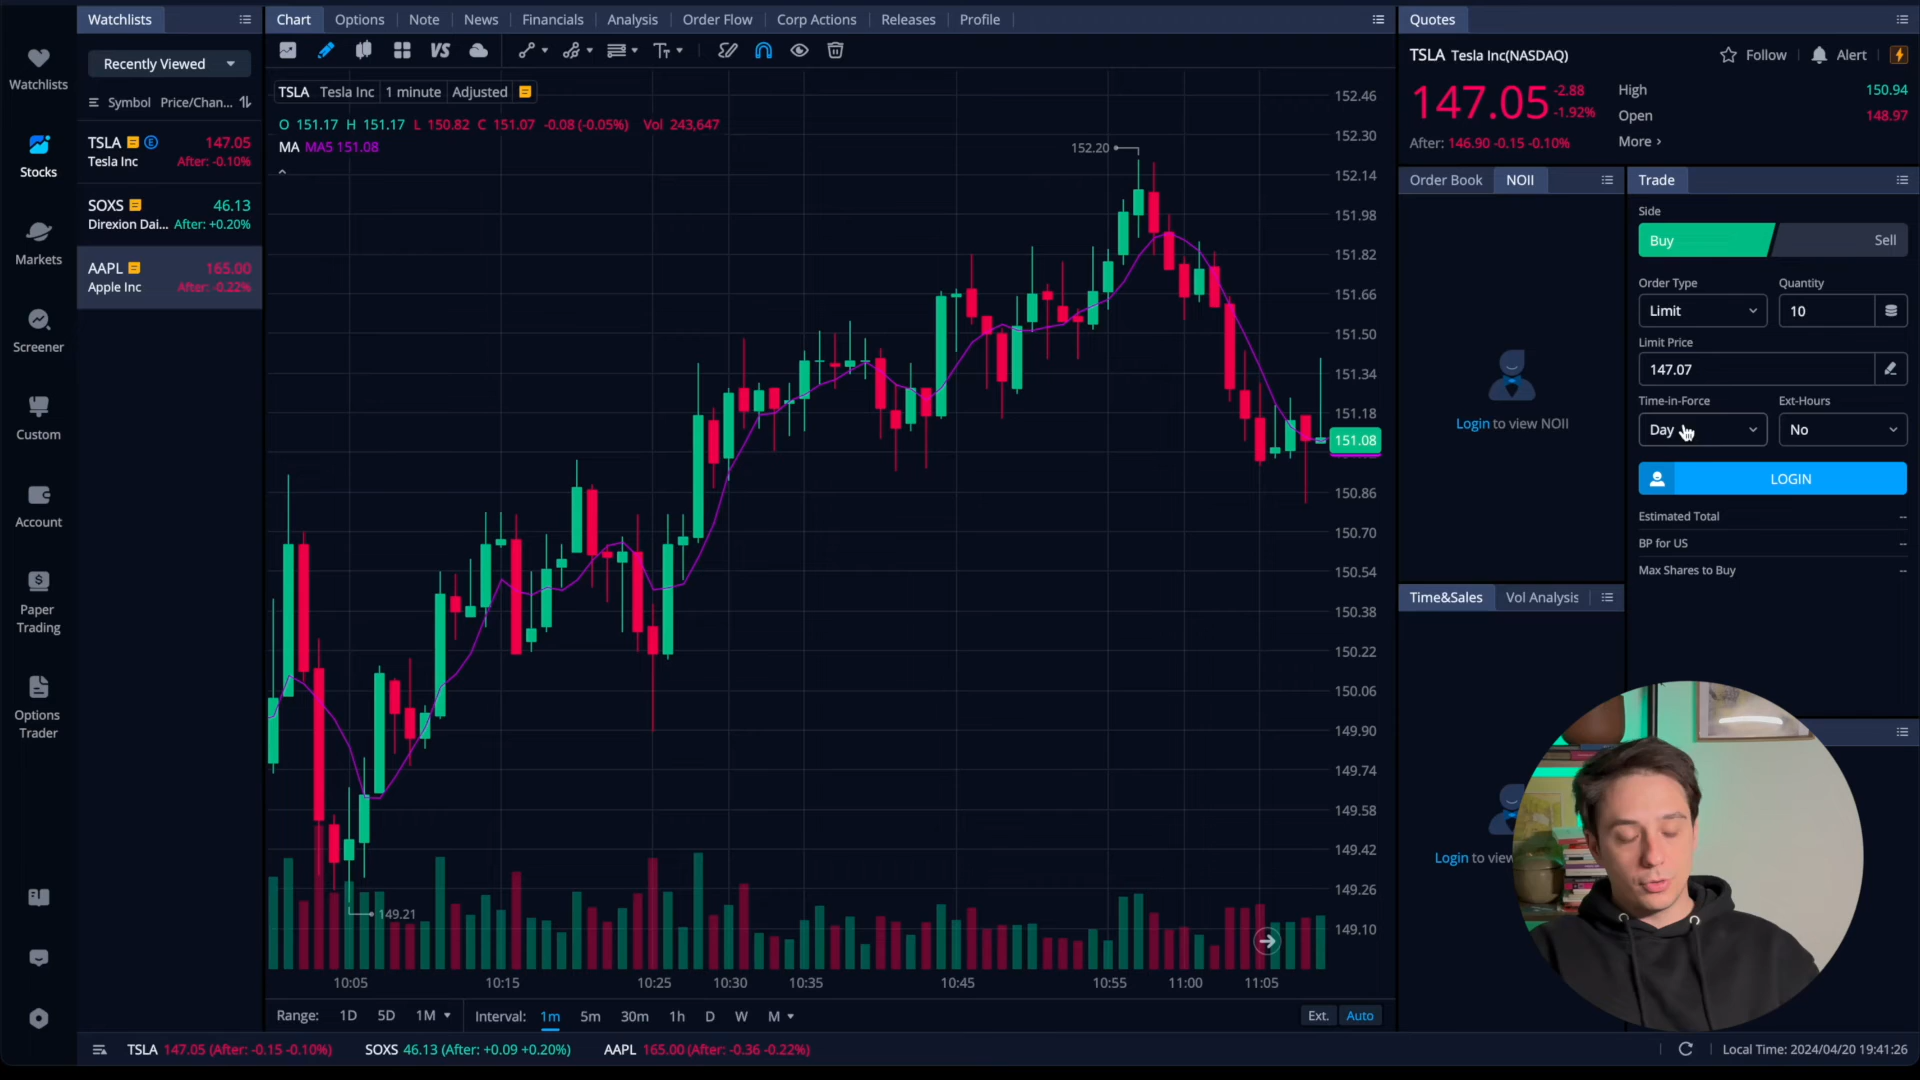 Watchlists
Chart Options Note News Financials Analysis Order Flow Corp Actions Releases Profile
Quotes
Watchlists
Recently Viewed
Symbol Price/Chan...
TSLA 147.05
Tesla Inc After: -0.10%
SOXS 46.13
Direxion Dai... After: +0.20%
AAPL 165.00
Apple Inc After: -0.22%
Stocks
Markets
Screener
Custom
Account
Paper
Trading
Options
Trader
VS
TSLA Tesla Inc 1 minute Adjusted
O 151.17 H 151.17 L 150.82 C 151.07 -0.08 (-0.05%) Vol 243,647
MA MA5 151.08
152.20
149.21
152.46
152.30
152.14
151.98
151.82
151.66
151.50
151.34
151.18
151.08
150.86
150.70
150.54
150.38
150.22
150.06
149.90
149.74
149.58
149.42
149.26
149.10
10:05 10:15 10:25 10:30 10:35 10:45 10:55 11:00 11:05
Range: 1D 5D 1M Interval: 1m 5m 30m 1h D W M Ext. Auto
TSLA Tesla Inc(NASDAQ) Follow Alert
147.05 -2.88
-1.92%
After: 146.90 -0.15 -0.10%
High 150.94
Open 148.97
More ›
Order Book NOII
Login to view NOII
Time&Sales Vol Analysis
Login to view
Trade
Side
Buy Sell
Order Type Quantity
Limit 10
Limit Price
147.07
Time-in-Force Ext-Hours
Day No
LOGIN
Estimated Total --
BP for US --
Max Shares to Buy --
TSLA 147.05 (After: -0.15 -0.10%) SOXS 46.13 (After: +0.09 +0.20%) AAPL 165.00 (After: -0.36 -0.22%)
Local Time: 2024/04/20 19:41:26